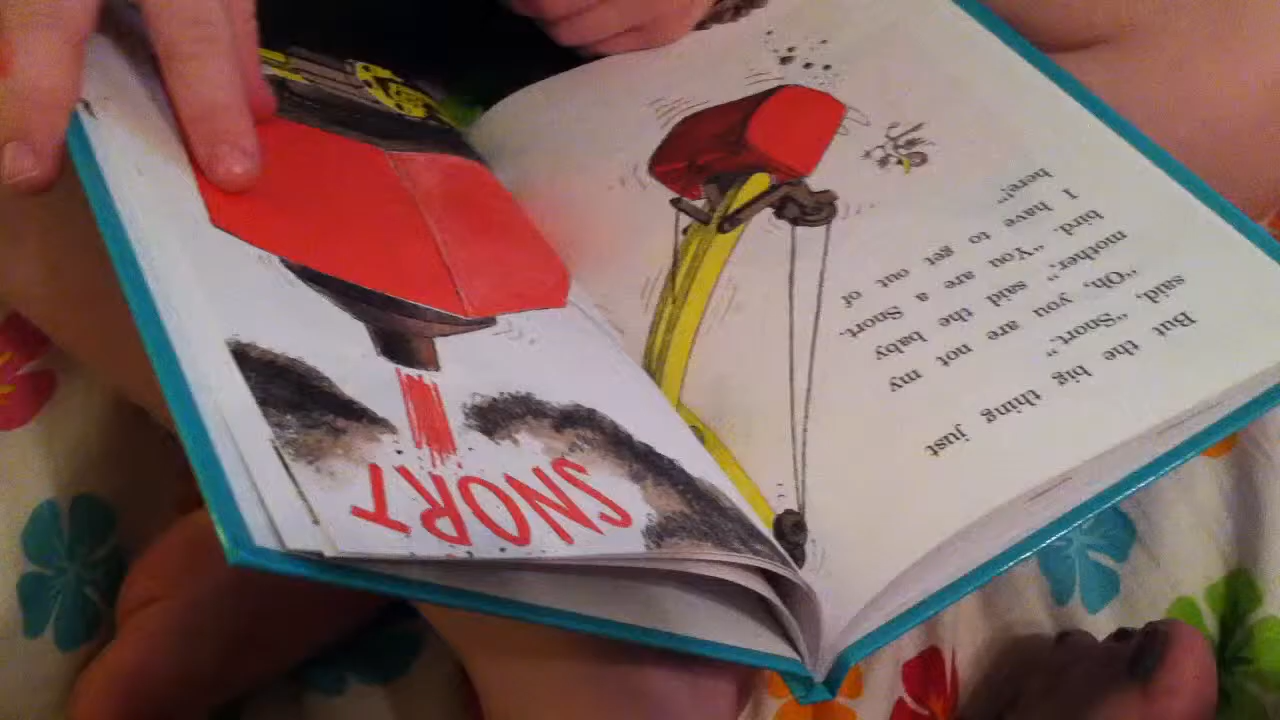 But the big thing just
said, "Snort."
"Oh, you are not my
mother," said the baby
bird. "You are a Snort.
I have to get out of
here!"
SNORT